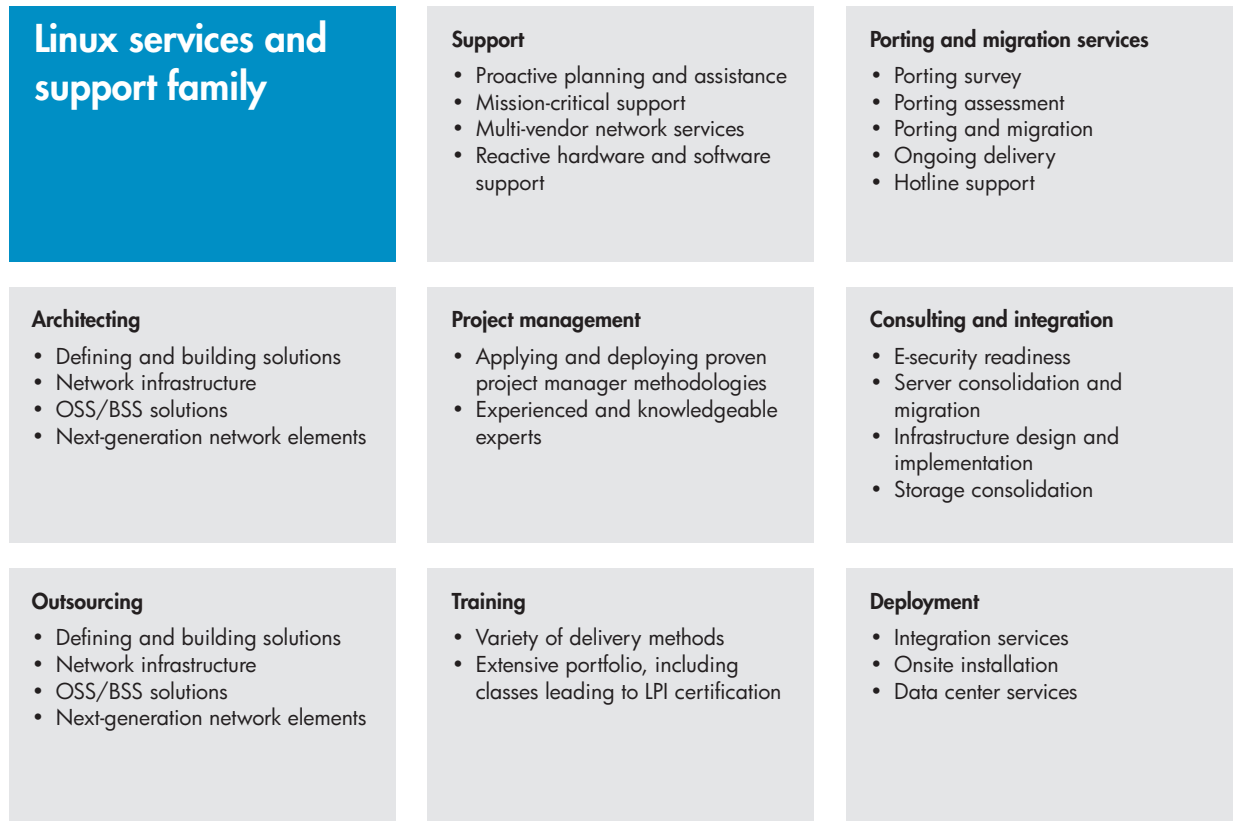 Linux services and
support family
Support
• Proactive planning and assistance
• Mission-critical support
• Multi-vendor network services
• Reactive hardware and software
support
Porting and migration services
• Porting survey
• Porting assessment
• Porting and migration
• Ongoing delivery
• Hotline support
Architecting
• Defining and building solutions
• Network infrastructure
• OSS/BSS solutions
• Next-generation network elements
Project management
• Applying and deploying proven
project manager methodologies
• Experienced and knowledgeable
experts
Consulting and integration
• E-security readiness
• Server consolidation and
migration
• Infrastructure design and
implementation
• Storage consolidation
Outsourcing
• Defining and building solutions
• Network infrastructure
• OSS/BSS solutions
• Next-generation network elements
Training
• Variety of delivery methods
• Extensive portfolio, including
classes leading to LPI certification
Deployment
• Integration services
• Onsite installation
• Data center services